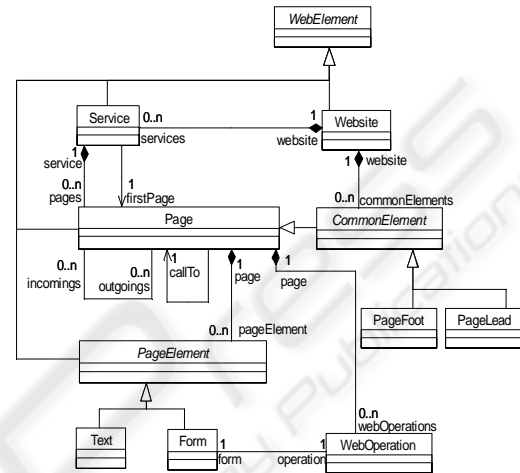 WebElement
Service
0..n
services
1
website
Website
1
service
0..n
pages
1
firstPage
1
website
0..n
commonElements
Page
CommonElement
0..n
incomings
0..n
outgoings
1
callTo
1
page
1
page
PageFoot
PageLead
0..n
pageElement
PageElement
Text
Form
1
form
1
operation
0..n
webOperations
WebOperation